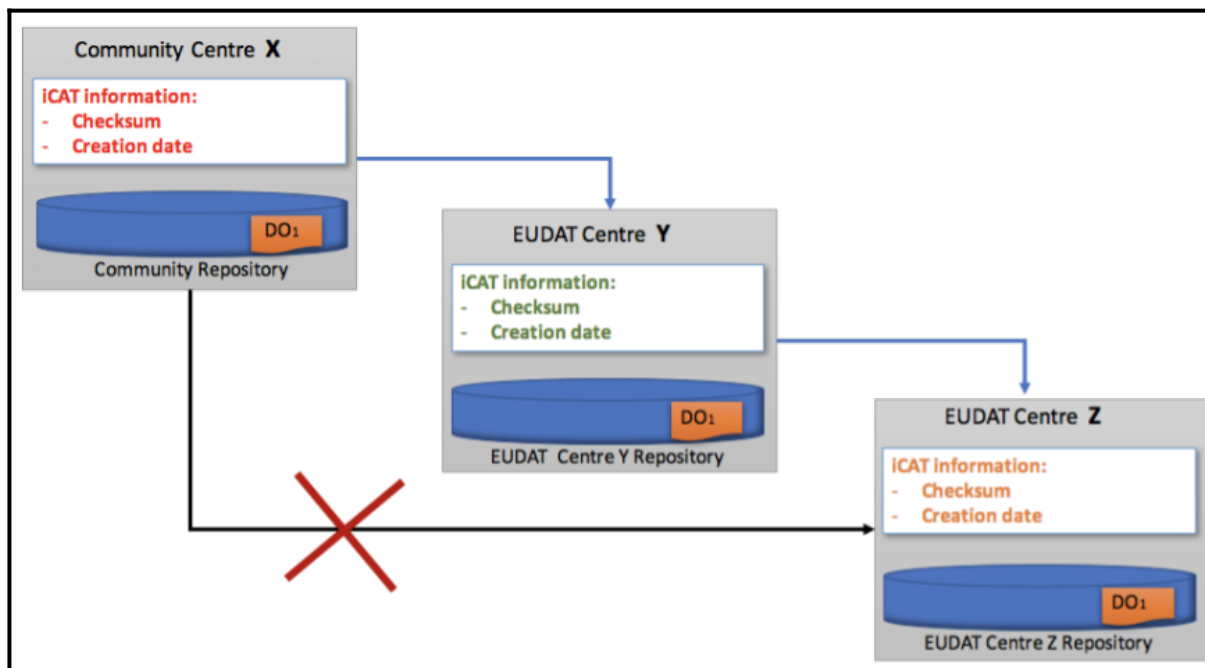 Community Centre X
iCAT information:
- Checksum
- Creation date
DO1
Community Repository
EUDAT Centre Y
iCAT information:
- Checksum
- Creation date
DO1
EUDAT Centre Y Repository
EUDAT Centre Z
iCAT information:
- Checksum
- Creation date
DO1
EUDAT Centre Z Repository